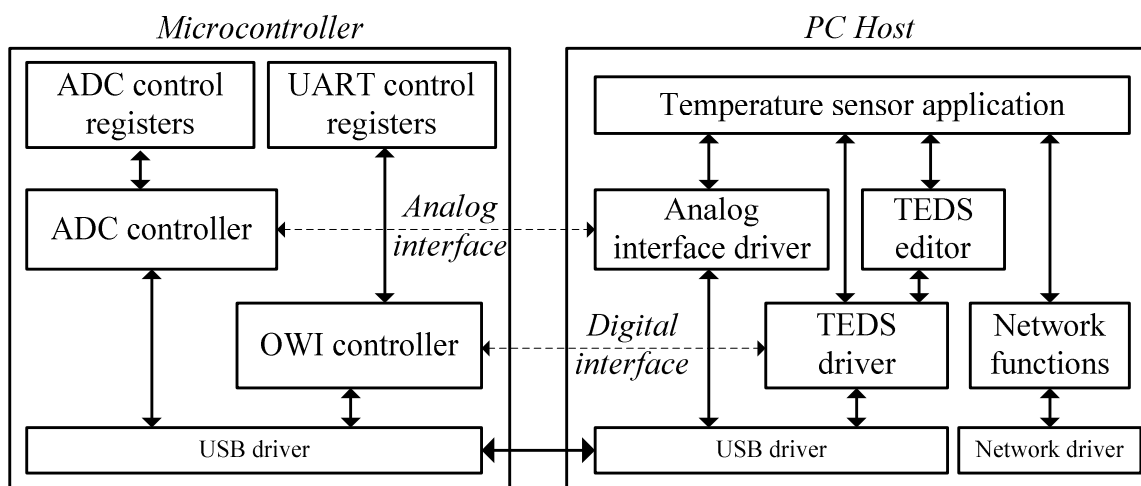 Microcontroller
PC Host
ADC control
registers
UART control
registers
Temperature sensor application
ADC controller
Analog
interface
Analog
interface driver
TEDS
editor
OWI controller
Digital
interface
TEDS
driver
Network
functions
USB driver
USB driver
Network driver